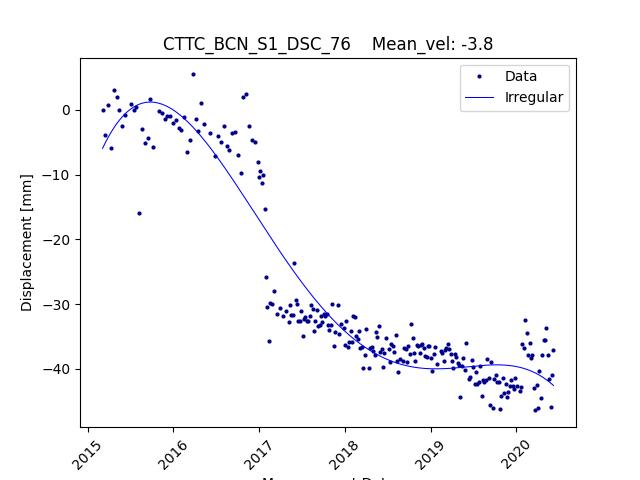 CTTC_BCN_S1_DSC_76    Mean_vel: -3.8
Data
Irregular
Displacement [mm]
0
−10
−20
−30
−40
2015
2016
2017
2018
2019
2020